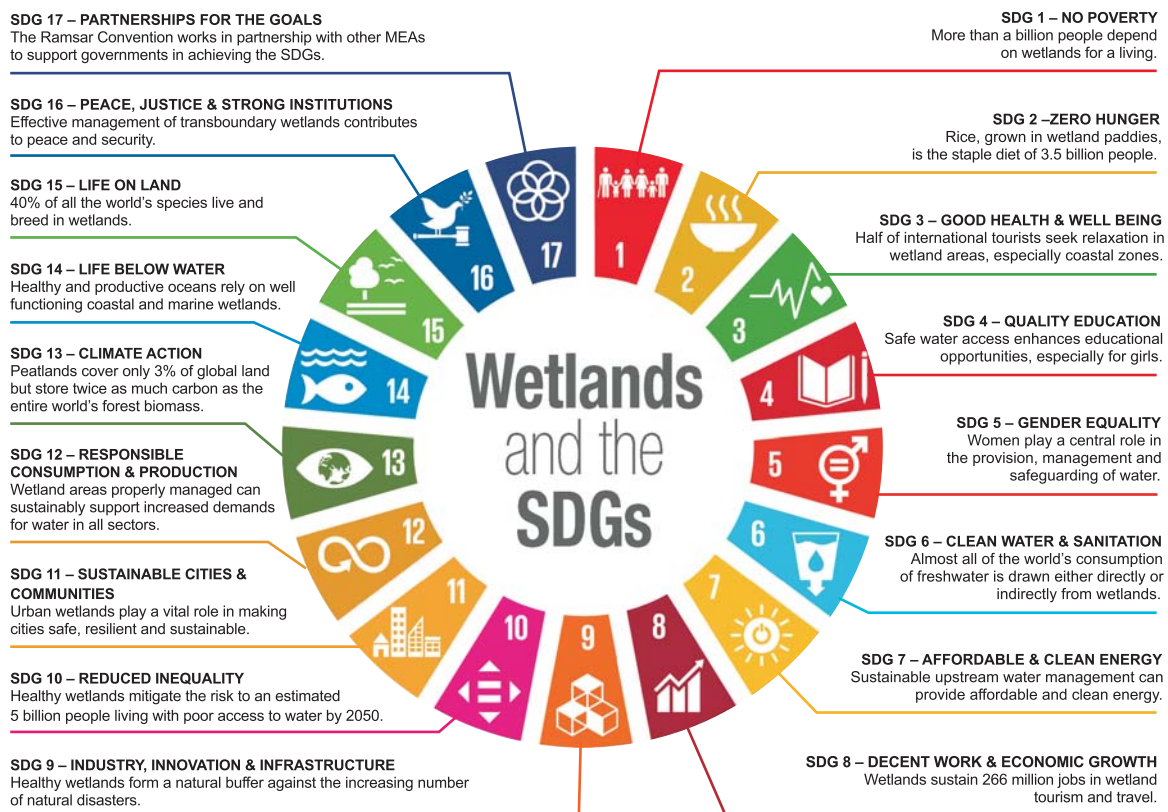 SDG 17 – PARTNERSHIPS FOR THE GOALS
The Ramsar Convention works in partnership with other MEAs
to support governments in achieving the SDGs.
SDG 16 – PEACE, JUSTICE & STRONG INSTITUTIONS
Effective management of transboundary wetlands contributes
to peace and security.
SDG 15 – LIFE ON LAND
40% of all the world's species live and
breed in wetlands.
SDG 14 – LIFE BELOW WATER
Healthy and productive oceans rely on well
functioning coastal and marine wetlands.
SDG 13 – CLIMATE ACTION
Peatlands cover only 3% of global land
but store twice as much carbon as the
entire world's forest biomass.
SDG 12 – RESPONSIBLE
CONSUMPTION & PRODUCTION
Wetland areas properly managed can
sustainably support increased demands
for water in all sectors.
SDG 11 – SUSTAINABLE CITIES &
COMMUNITIES
Urban wetlands play a vital role in making
cities safe, resilient and sustainable.
SDG 10 – REDUCED INEQUALITY
Healthy wetlands mitigate the risk to an estimated
5 billion people living with poor access to water by 2050.
SDG 9 – INDUSTRY, INNOVATION & INFRASTRUCTURE
Healthy wetlands form a natural buffer against the increasing number
of natural disasters.
SDG 1 – NO POVERTY
More than a billion people depend
on wetlands for a living.
SDG 2 –ZERO HUNGER
Rice, grown in wetland paddies,
is the staple diet of 3.5 billion people.
SDG 3 – GOOD HEALTH & WELL BEING
Half of international tourists seek relaxation in
wetland areas, especially coastal zones.
SDG 4 – QUALITY EDUCATION
Safe water access enhances educational
opportunities, especially for girls.
SDG 5 – GENDER EQUALITY
Women play a central role in
the provision, management and
safeguarding of water.
SDG 6 – CLEAN WATER & SANITATION
Almost all of the world's consumption
of freshwater is drawn either directly or
indirectly from wetlands.
SDG 7 – AFFORDABLE & CLEAN ENERGY
Sustainable upstream water management can
provide affordable and clean energy.
SDG 8 – DECENT WORK & ECONOMIC GROWTH
Wetlands sustain 266 million jobs in wetland
tourism and travel.
Wetlands
and the
SDGs
1
2
3
4
5
6
7
8
9
10
11
12
13
14
15
16
17